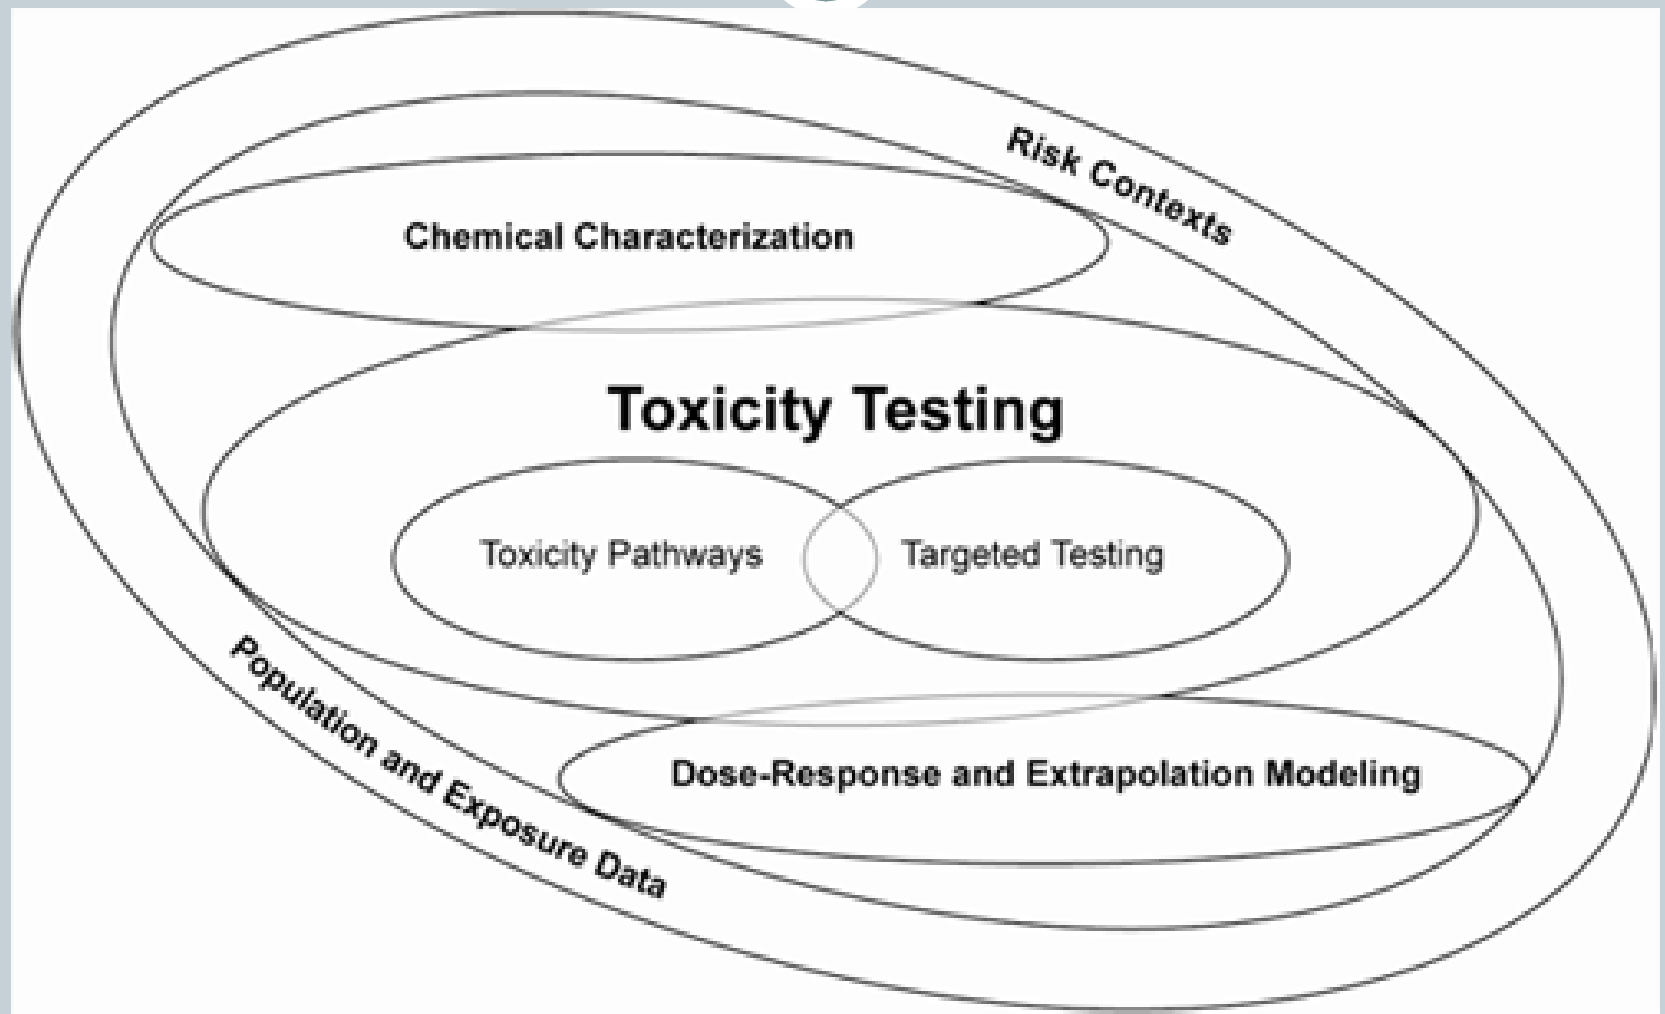 Risk Contexts
Chemical Characterization
Toxicity Testing
Toxicity Pathways
Targeted Testing
Population and Exposure Data
Dose-Response and Extrapolation Modeling